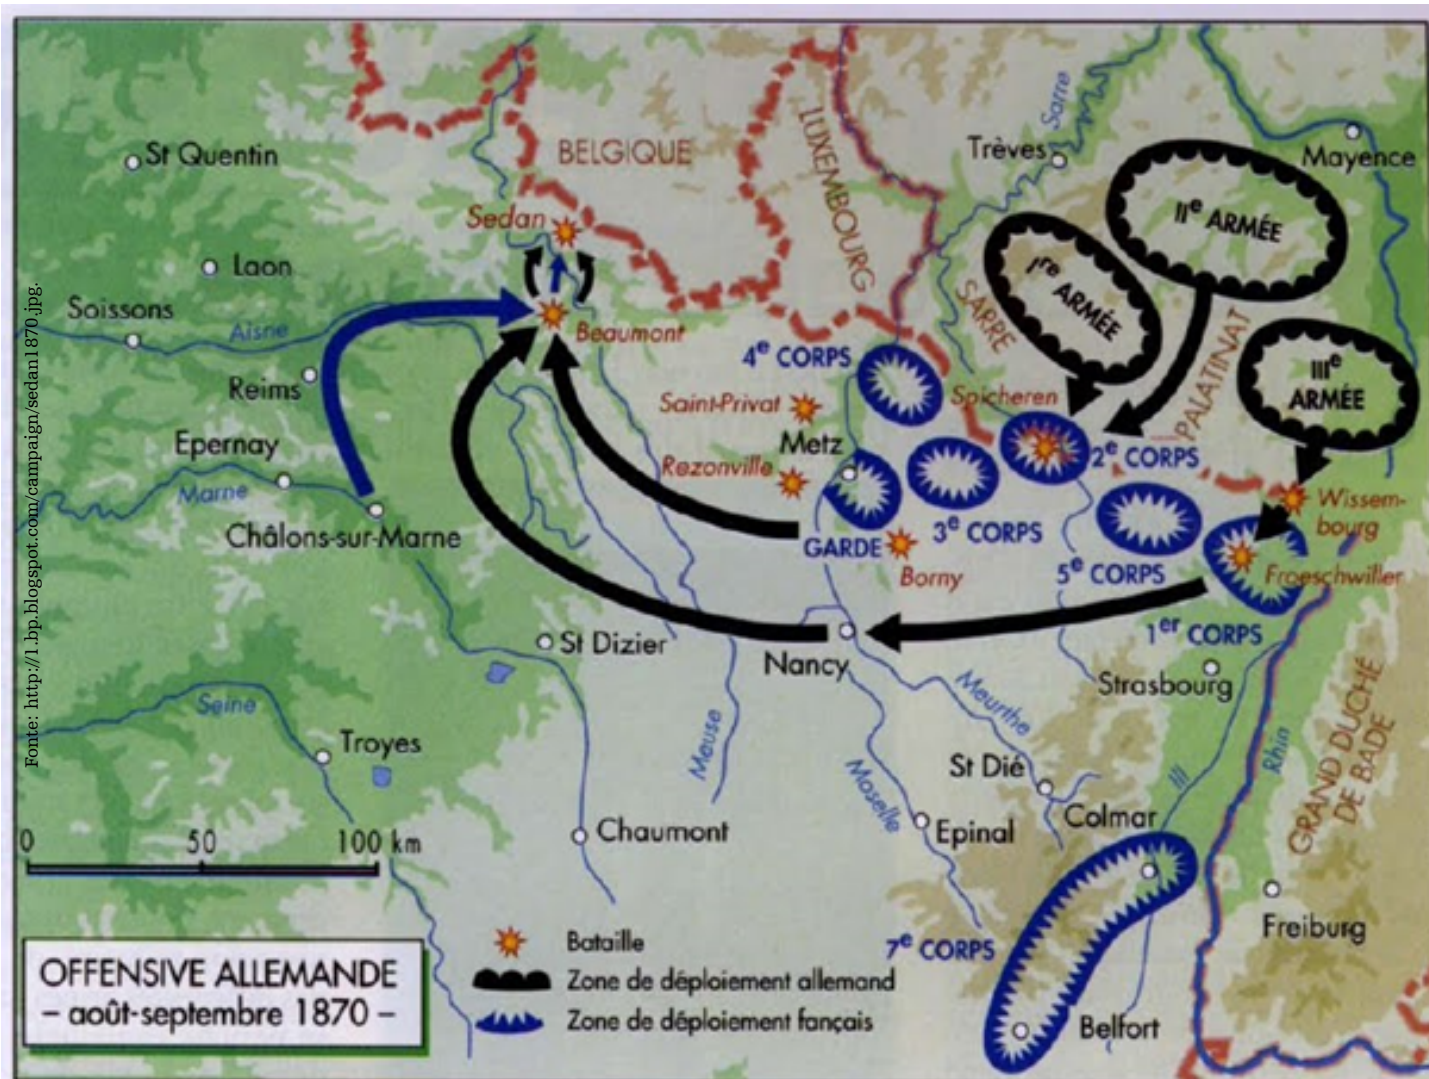 St Quentin
BELGIQUE
LUXEMBOURG
Sarre
Trèves
Mayence
IIe ARMÉE
Sedan
Ire ARMÉE
SARRE
PALATINAT
IIIe
ARMÉE
Laon
Soissons
Aisne
Beaumont
4e CORPS
Reims
Saint-Privat
Spicheren
Metz
2e CORPS
Epernay
Rezonville
Marne
Wissem-
bourg
Châlons-sur-Marne
GARDE
3e CORPS
Borny
5e CORPS
Froeschwiller
1er CORPS
St Dizier
Nancy
Strasbourg
Meurthe
Seine
Troyes
Meuse
Moselle
St Dié
Ill
Rhin
GRAND DUCHÉ
DE BADE
Colmar
0 50 100 km
Chaumont
Epinal
Freiburg
7e CORPS
Belfort
OFFENSIVE ALLEMANDE
– août-septembre 1870 –
Bataille
Zone de déploiement allemand
Zone de déploiement fançais
Fonte: http://1.bp.blogspot.com/campaign/sedan1870.jpg.